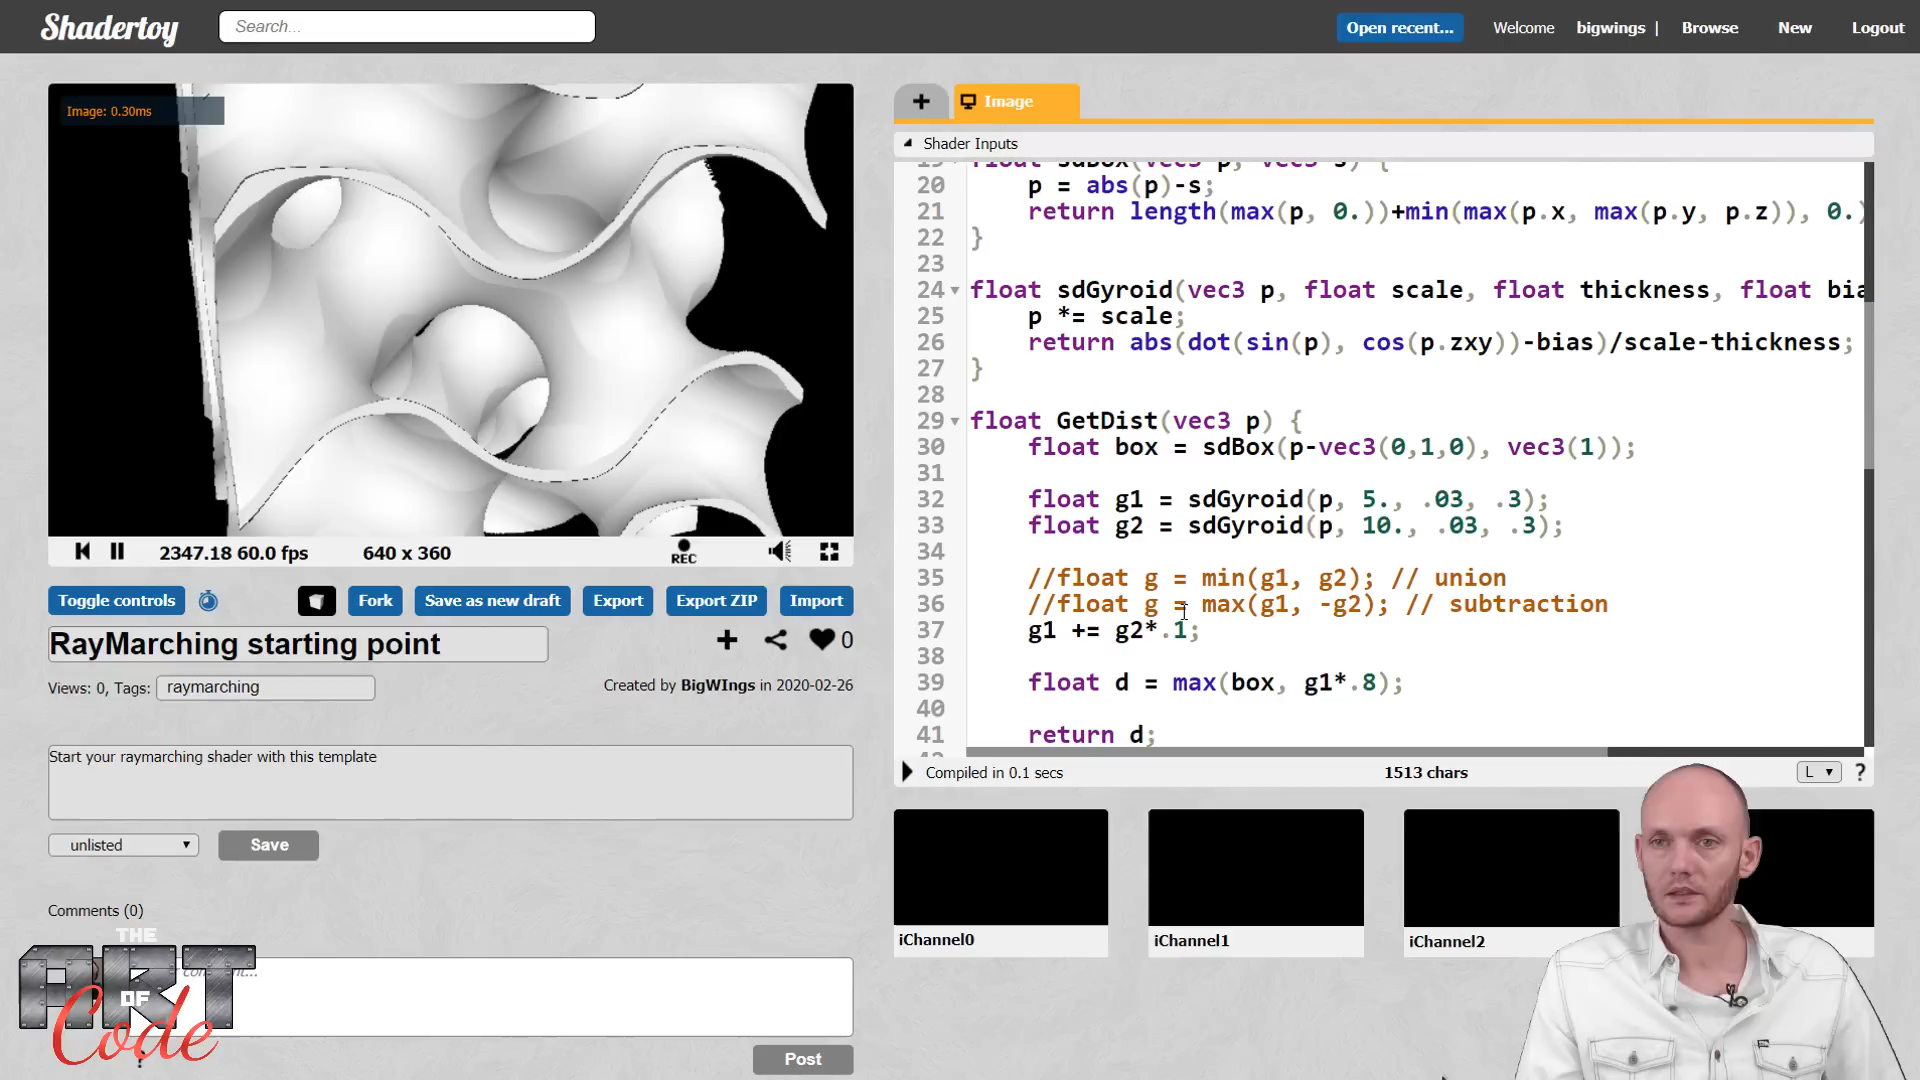 Shadertoy
Search...
Open recent...
Welcome bigwings | Browse New Logout
Image: 0.30ms
2347.18 60.0 fps 640 x 360 REC
Toggle controls
Fork
Save as new draft
Export
Export ZIP
Import
RayMarching starting point
0
Views: 0, Tags: raymarching
Created by BigWIngs in 2020-02-26
Start your raymarching shader with this template
unlisted
Save
Comments (0)
Post
THE
ART
OF
Code
+ Image
Shader Inputs
19 float sdBox(vec3 p, vec3 s) {
20 p = abs(p)-s;
21 return length(max(p, 0.))+min(max(p.x, max(p.y, p.z)), 0.)
22 }
23
24 float sdGyroid(vec3 p, float scale, float thickness, float bia
25 p *= scale;
26 return abs(dot(sin(p), cos(p.zxy))-bias)/scale-thickness;
27 }
28
29 float GetDist(vec3 p) {
30 float box = sdBox(p-vec3(0,1,0), vec3(1));
31
32 float g1 = sdGyroid(p, 5., .03, .3);
33 float g2 = sdGyroid(p, 10., .03, .3);
34
35 //float g = min(g1, g2); // union
36 //float g = max(g1, -g2); // subtraction
37 g1 += g2*.1;
38
39 float d = max(box, g1*.8);
40
41 return d;
Compiled in 0.1 secs
1513 chars
L
?
iChannel0
iChannel1
iChannel2